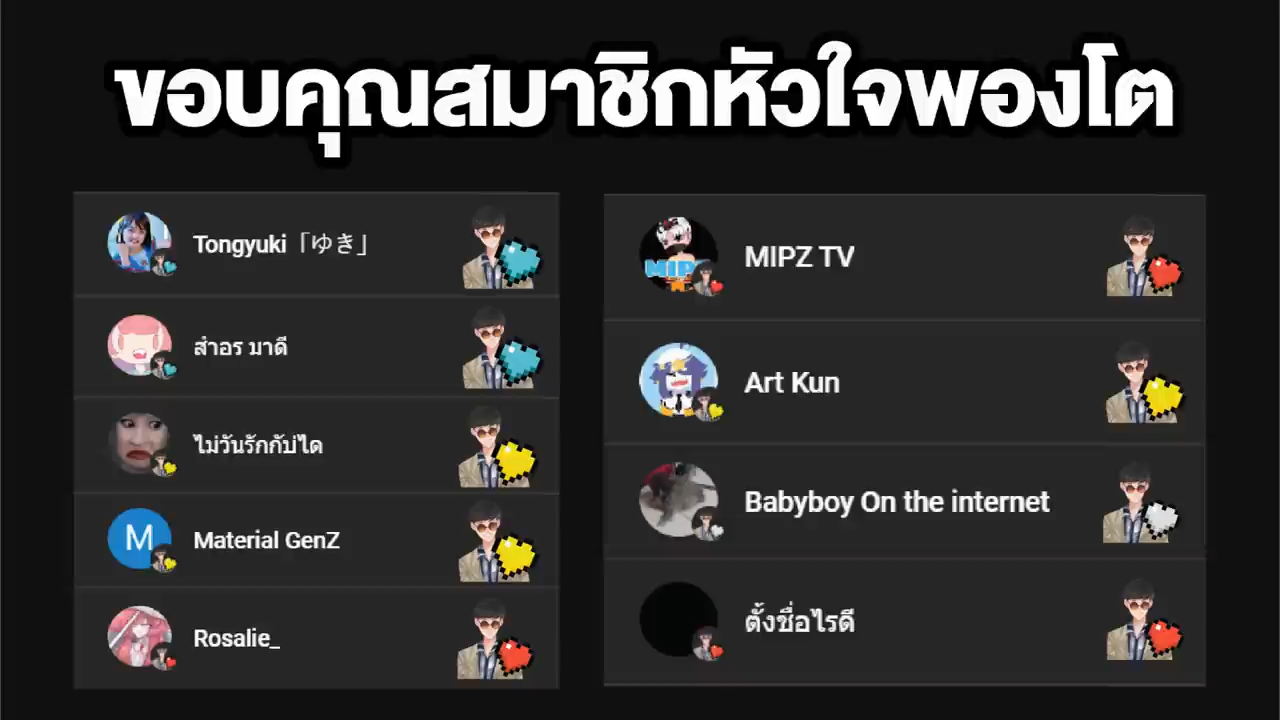 ขอบคุณสมาชิกหัวใจพองโต
Tongyuki「ゆき」
สำอร มาดี
ไม่วันรักกับได
M
Material GenZ
Rosalie_
MIPZ TV
MIPZ
Art Kun
Babyboy On the internet
ตั้งชื่อไรดี